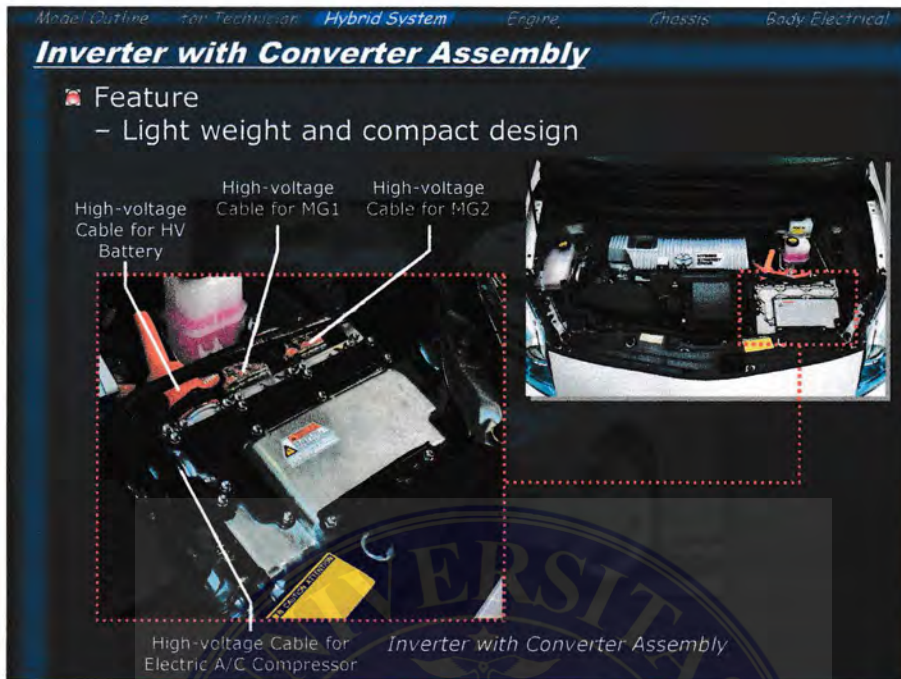 Model Outline - for Technician Hybrid System Engine Chassis Body Electrical
Inverter with Converter Assembly
Feature
– Light weight and compact design
High-voltage
Cable for HV
Battery
High-voltage
Cable for MG1
High-voltage
Cable for MG2
High-voltage Cable for
Electric A/C Compressor
Inverter with Converter Assembly
CAUTION ATTENTION